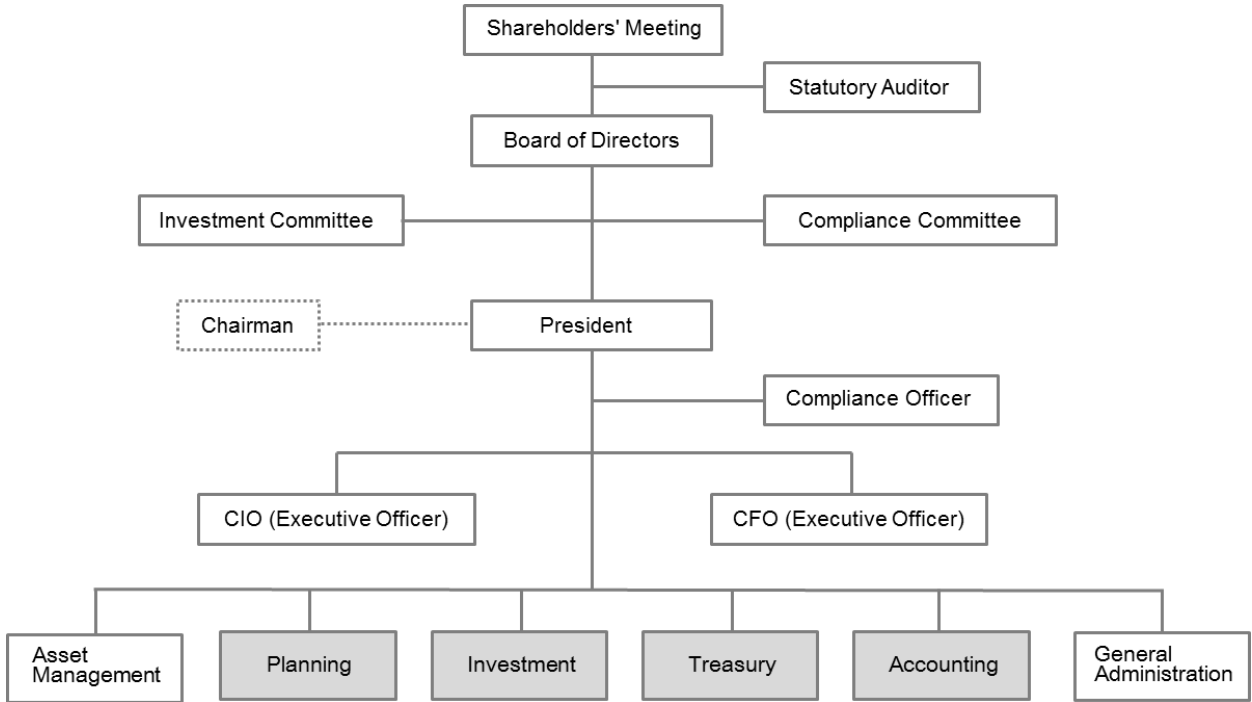 Shareholders' Meeting
Statutory Auditor
Board of Directors
Investment Committee
Compliance Committee
Chairman
President
Compliance Officer
CIO (Executive Officer)
CFO (Executive Officer)
Asset
Management
Planning
Investment
Treasury
Accounting
General
Administration